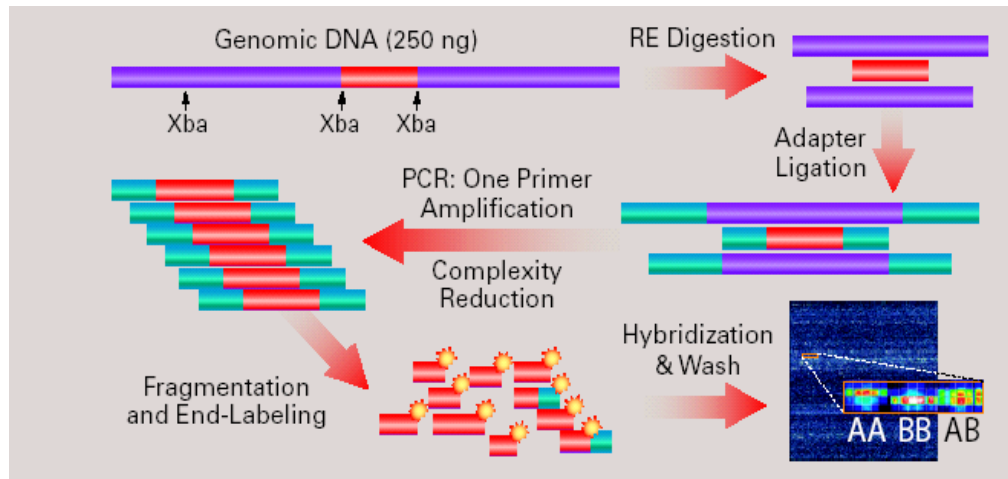 Genomic DNA (250 ng)
RE Digestion
Xba
Xba
Xba
Adapter
Ligation
PCR: One Primer
Amplification
Complexity
Reduction
Fragmentation
and End-Labeling
Hybridization
& Wash
AA
BB
AB